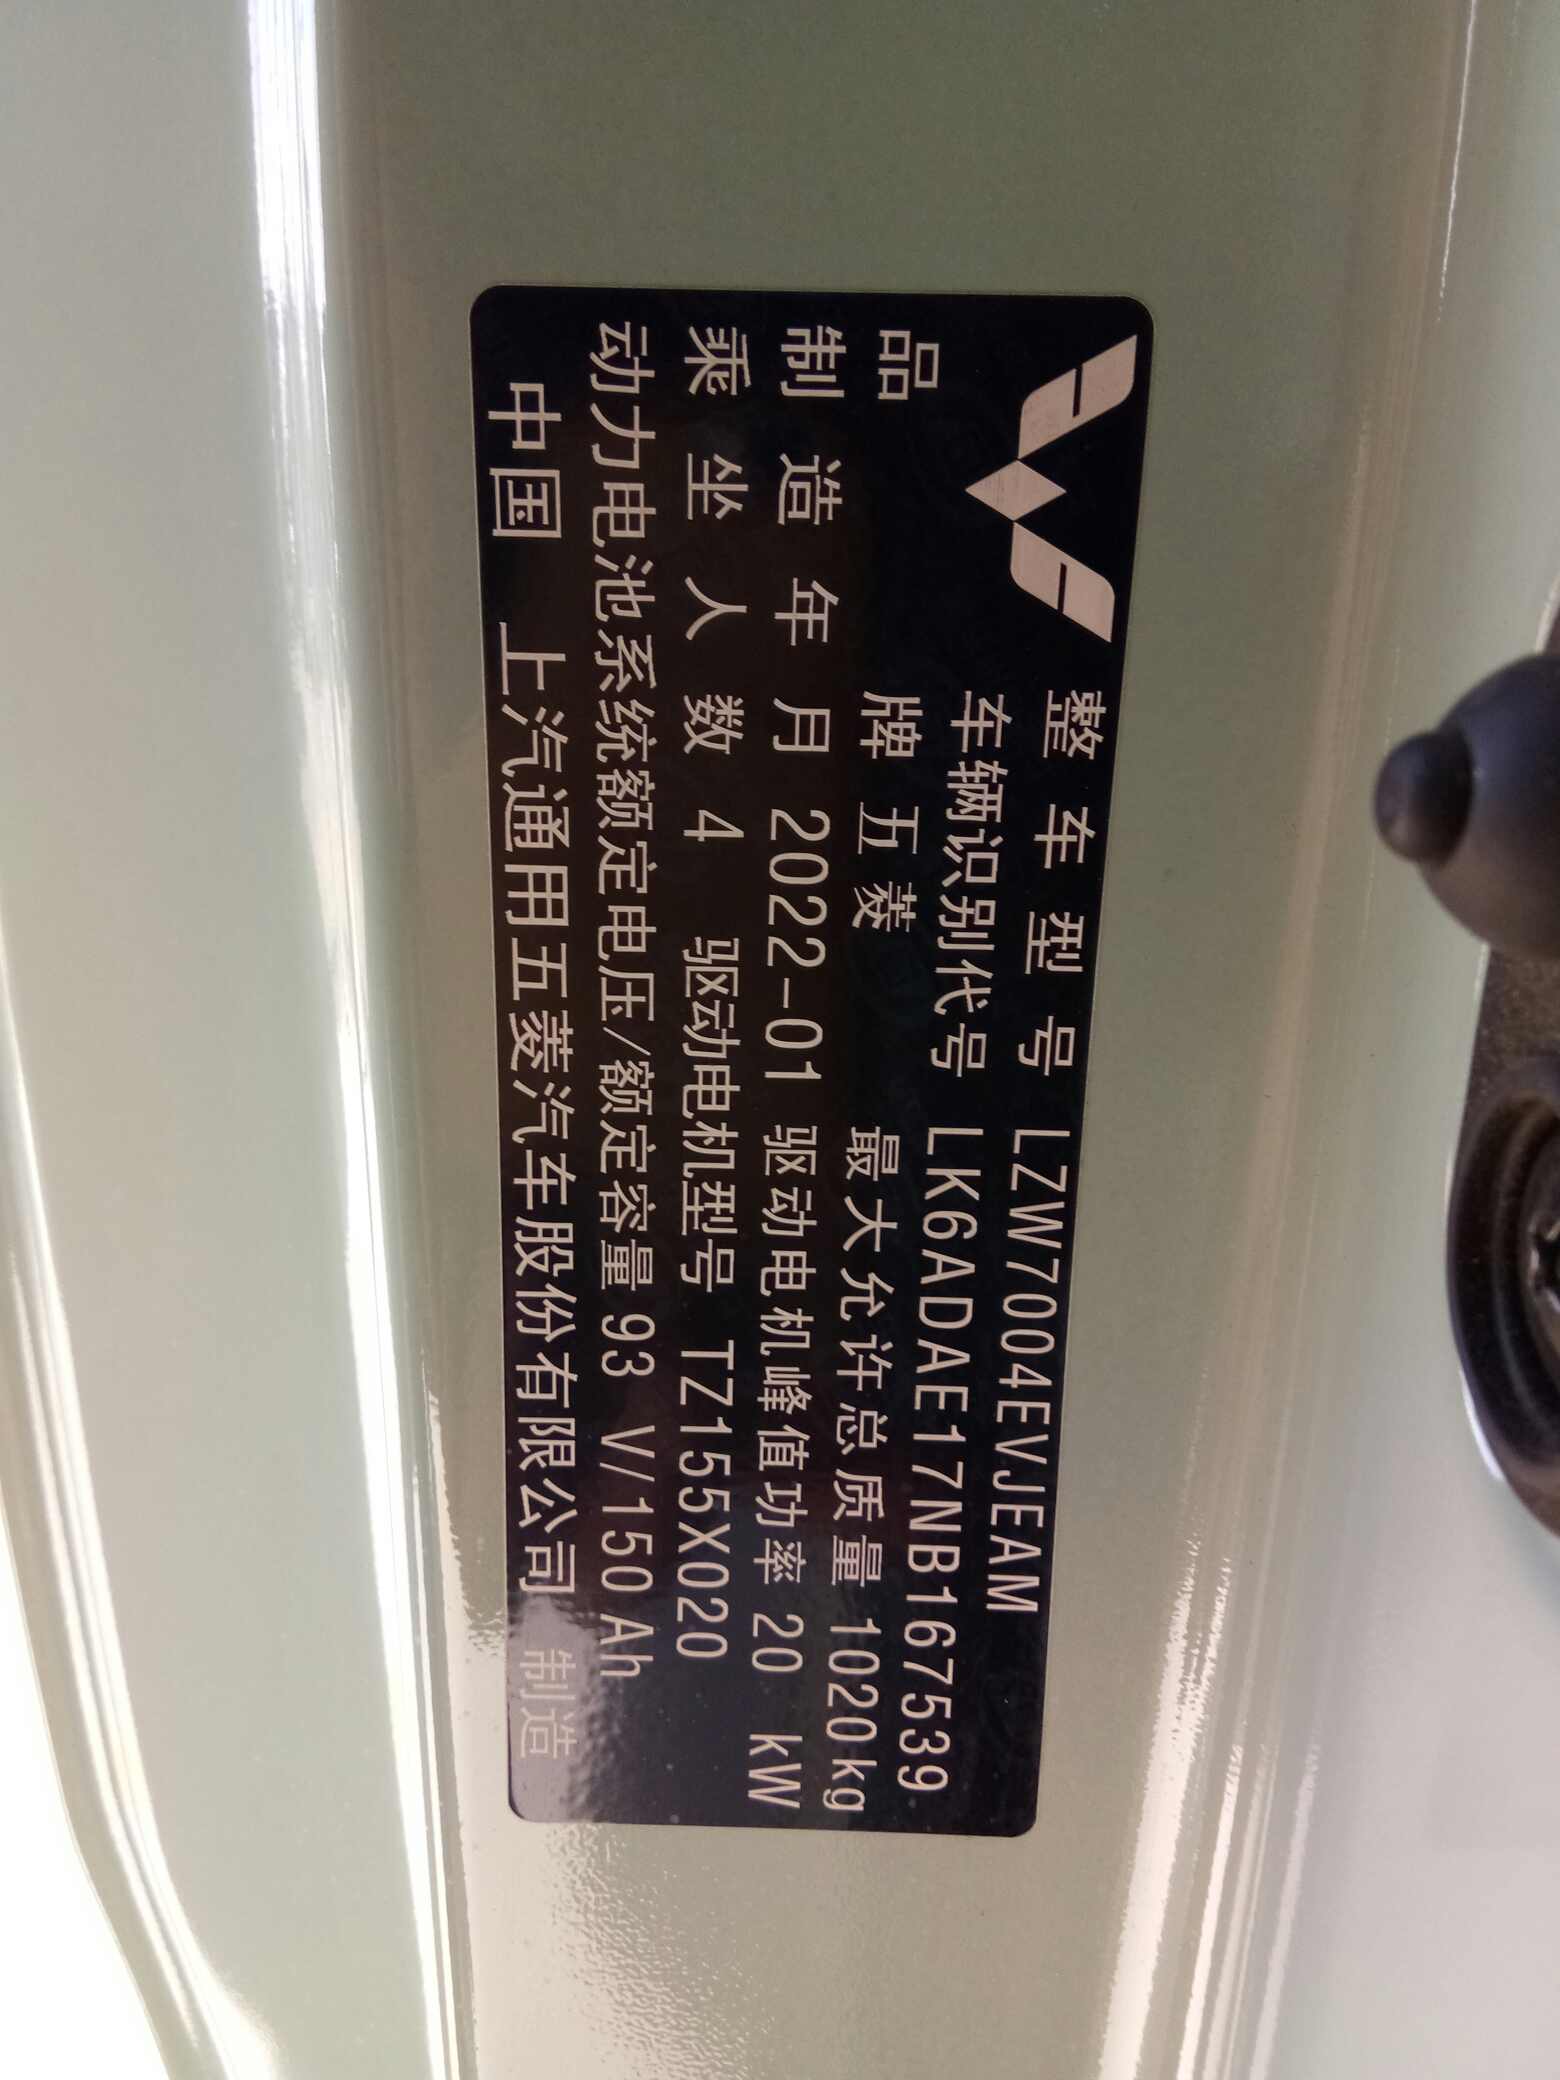 整车型号 LZW7004EVJEAM
车辆识别代号 LK6ADAE17NB167539
品牌 五菱 最大允许总质量 1020kg
制造年月 2022-01 驱动电机峰值功率 20 kW
乘坐人数 4 驱动电机型号 TZ155X020
动力电池系统额定电压/额定容量 93 V/150 Ah
中国 上汽通用五菱汽车股份有限公司 制造